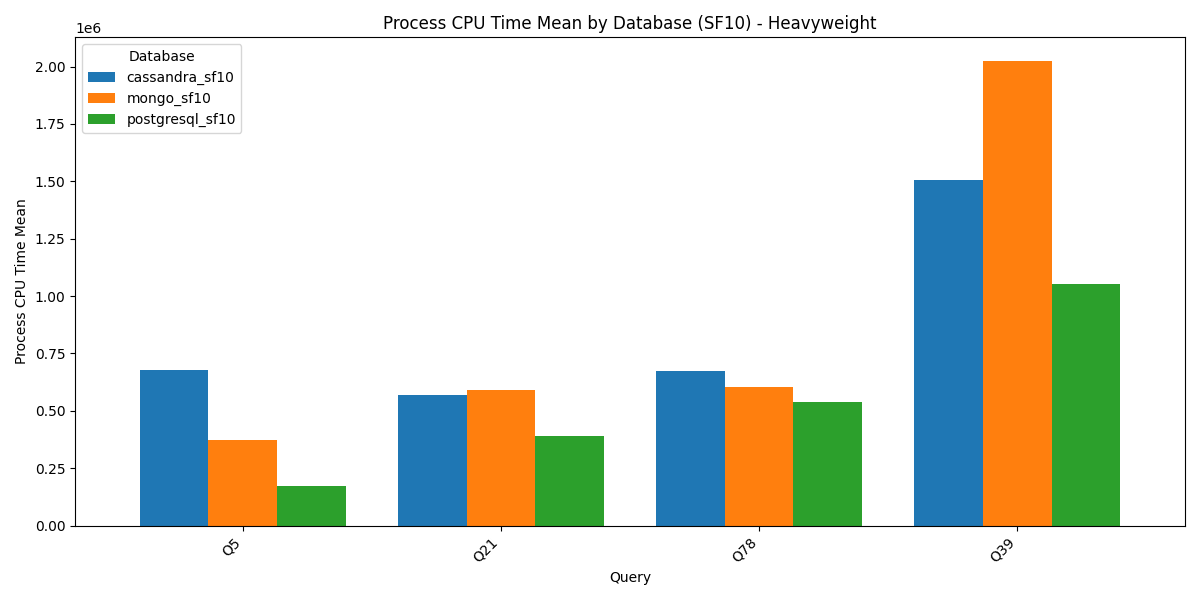 Process CPU Time Mean by Database (SF10) - Heavyweight
1e6
Database
cassandra_sf10
mongo_sf10
postgresql_sf10
2.00
1.75
1.50
1.25
1.00
0.75
0.50
0.25
0.00
Process CPU Time Mean
Q5
Q21
Q78
Q39
Query